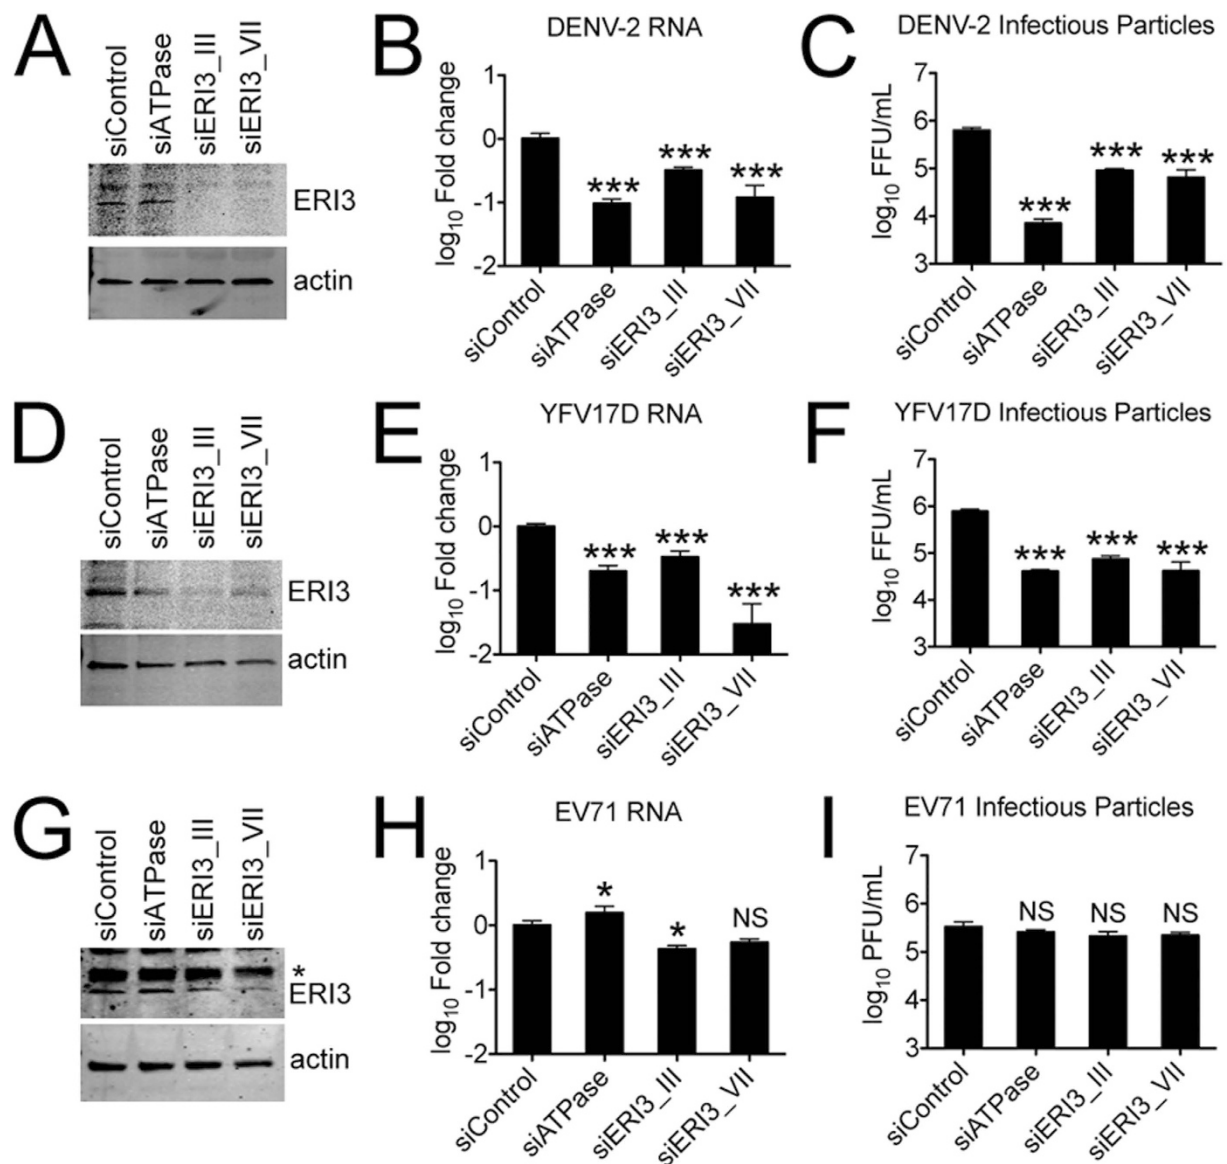 A
siControl
siATPase
siERI3_III
siERI3_VII
ERI3
actin
B
DENV-2 RNA
log10 Fold change
1
0
-1
-2
***
***
***
siControl
siATPase
siERI3_III
siERI3_VII
C
DENV-2 Infectious Particles
log10 FFU/mL
7
6
5
4
3
***
***
***
siControl
siATPase
siERI3_III
siERI3_VII
D
siControl
siATPase
siERI3_III
siERI3_VII
ERI3
actin
E
YFV17D RNA
log10 Fold change
1
0
-1
-2
***
***
***
siControl
siATPase
siERI3_III
siERI3_VII
F
YFV17D Infectious Particles
log10 FFU/mL
7
6
5
4
3
***
***
***
siControl
siATPase
siERI3_III
siERI3_VII
G
siControl
siATPase
siERI3_III
siERI3_VII
*
ERI3
actin
H
EV71 RNA
log10 Fold change
1
0
-1
-2
*
*
NS
siControl
siATPase
siERI3_III
siERI3_VII
I
EV71 Infectious Particles
log10 PFU/mL
7
6
5
4
3
NS
NS
NS
siControl
siATPase
siERI3_III
siERI3_VII